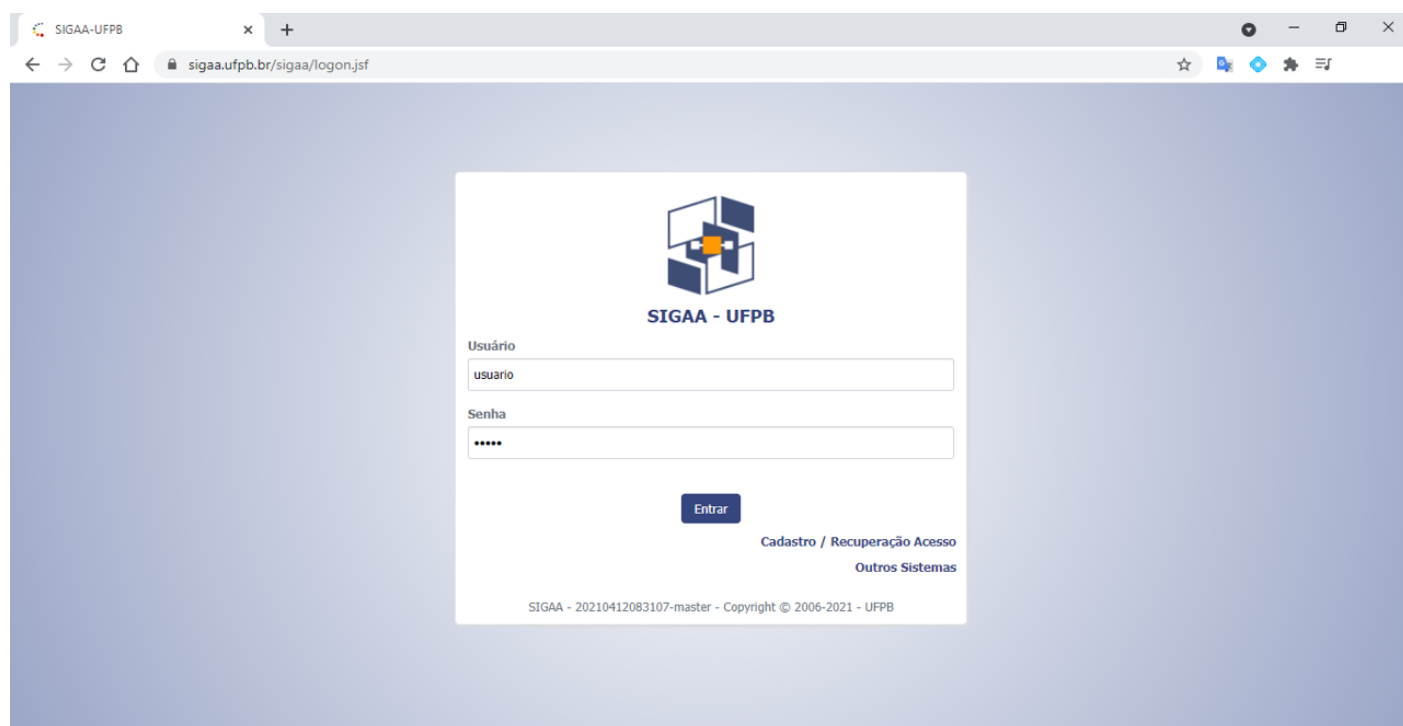 SIGAA-UFPB
sigaa.ufpb.br/sigaa/logon.jsf
SIGAA - UFPB
Usuário
usuario
Senha
•••••
Entrar
Cadastro / Recuperação Acesso
Outros Sistemas
SIGAA - 20210412083107-master - Copyright © 2006-2021 - UFPB